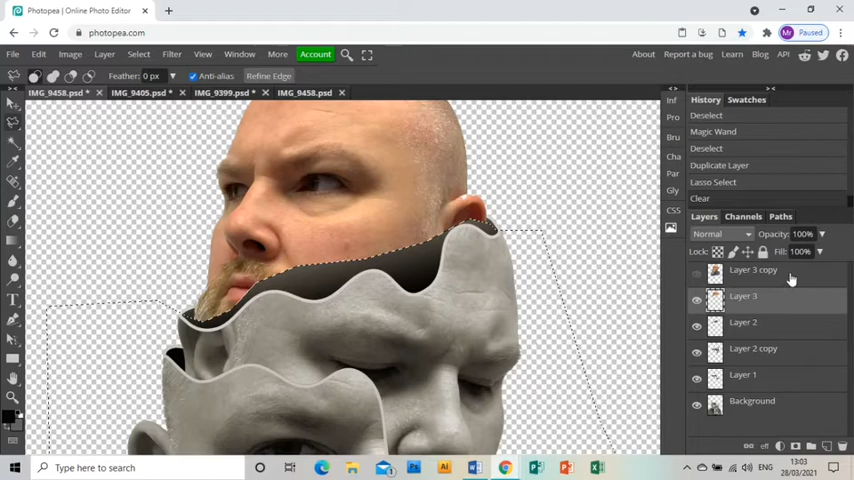 Photopea | Online Photo Editor
photopea.com
Mr
Paused
File Edit Image Layer Select Filter View Window More Account
About Report a bug Learn Blog API
Feather: 0 px Anti-alias Refine Edge
IMG_9458.psd * IMG_9405.psd * IMG_9399.psd * IMG_9458.psd
Inf
Pro
Bru
Cha
Par
Gly
CSS
History Swatches
Deselect
Magic Wand
Deselect
Duplicate Layer
Lasso Select
Clear
Layers Channels Paths
Normal Opacity: 100%
Lock: Fill: 100%
Layer 3 copy
Layer 3
Layer 2
Layer 2 copy
Layer 1
Background
eff
Type here to search
ENG
13:03
28/03/2021